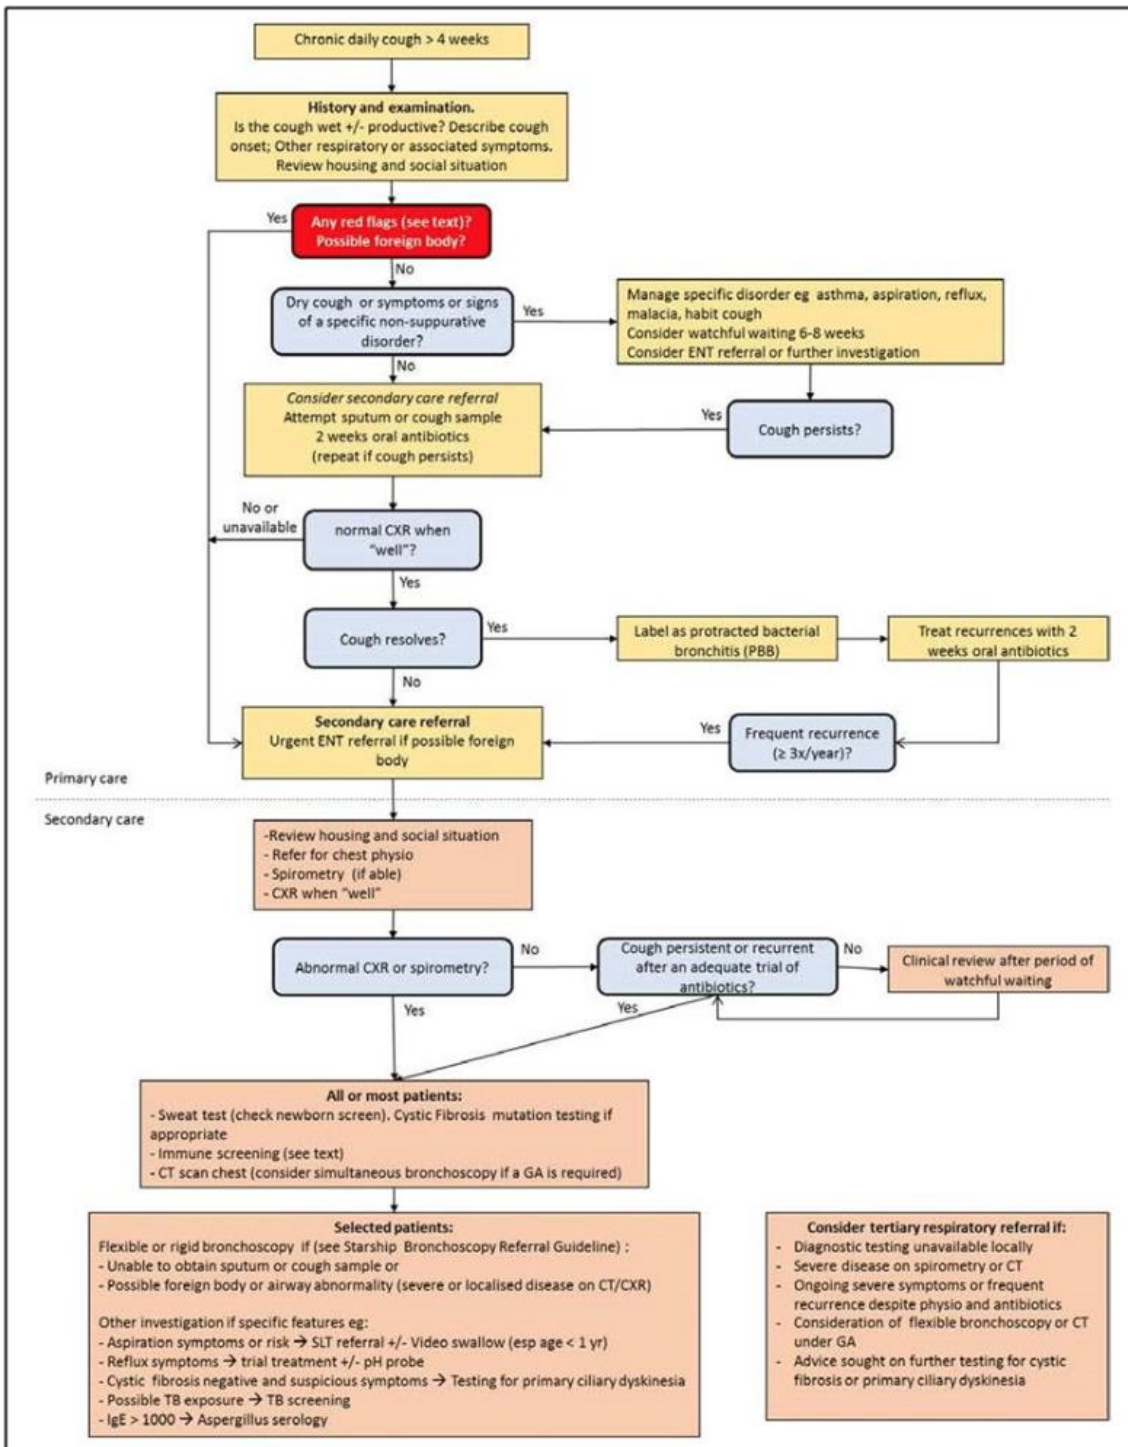 Chronic daily cough > 4 weeks
History and examination.
Is the cough wet +/- productive? Describe cough
onset; Other respiratory or associated symptoms.
Review housing and social situation
Yes
Any red flags (see text)?
Possible foreign body?
No
Dry cough or symptoms or signs
of a specific non-suppurative
disorder?
Yes
Manage specific disorder eg asthma, aspiration, reflux,
malacia, habit cough
Consider watchful waiting 6-8 weeks
Consider ENT referral or further investigation
No
Consider secondary care referral
Attempt sputum or cough sample
2 weeks oral antibiotics
(repeat if cough persists)
Yes
Cough persists?
No or
unavailable
normal CXR when
"well"?
Yes
Cough resolves?
Yes
Label as protracted bacterial
bronchitis (PBB)
Treat recurrences with 2
weeks oral antibiotics
No
Secondary care referral
Urgent ENT referral if possible foreign
body
Yes
Frequent recurrence
(≥ 3x/year)?
Primary care
Secondary care
-Review housing and social situation
- Refer for chest physio
- Spirometry (if able)
- CXR when "well"
Abnormal CXR or spirometry?
No
Cough persistent or recurrent
after an adequate trial of
antibiotics?
No
Clinical review after period of
watchful waiting
Yes
Yes
All or most patients:
- Sweat test (check newborn screen). Cystic Fibrosis mutation testing if
appropriate
- Immune screening (see text)
- CT scan chest (consider simultaneous bronchoscopy if a GA is required)
Selected patients:
Flexible or rigid bronchoscopy if (see Starship Bronchoscopy Referral Guideline) :
- Unable to obtain sputum or cough sample or
- Possible foreign body or airway abnormality (severe or localised disease on CT/CXR)
Other investigation if specific features eg:
- Aspiration symptoms or risk → SLT referral +/- Video swallow (esp age < 1 yr)
- Reflux symptoms → trial treatment +/- pH probe
- Cystic fibrosis negative and suspicious symptoms → Testing for primary ciliary dyskinesia
- Possible TB exposure → TB screening
- IgE > 1000 → Aspergillus serology
Consider tertiary respiratory referral if:
- Diagnostic testing unavailable locally
- Severe disease on spirometry or CT
- Ongoing severe symptoms or frequent
recurrence despite physio and antibiotics
- Consideration of flexible bronchoscopy or CT
under GA
- Advice sought on further testing for cystic
fibrosis or primary ciliary dyskinesia